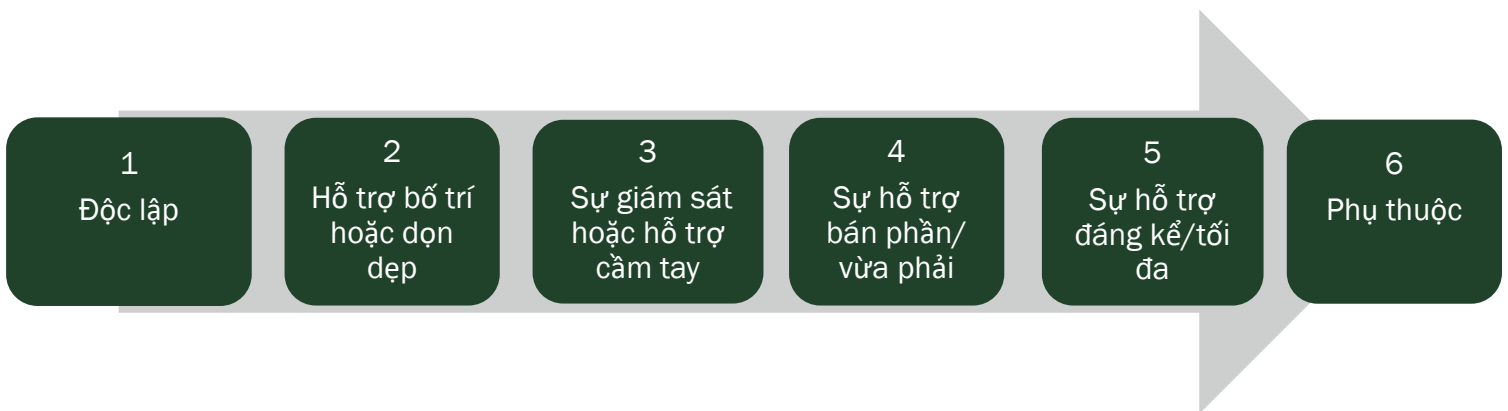 1
Độc lập
2
Hỗ trợ bố trí
hoặc dọn
dẹp
3
Sự giám sát
hoặc hỗ trợ
cầm tay
4
Sự hỗ trợ
bán phần/
vừa phải
5
Sự hỗ trợ
đáng kể/tối
đa
6
Phụ thuộc